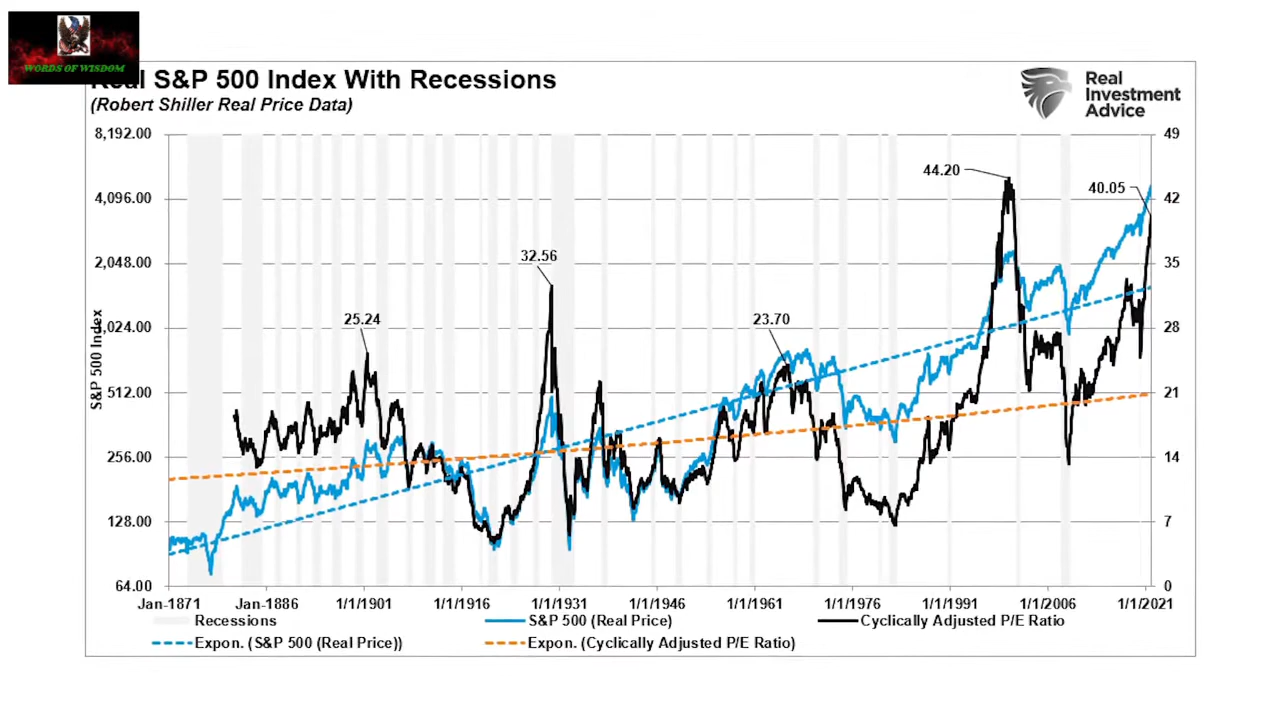 WORDS OF WISDOM
Real S&P 500 Index With Recessions
(Robert Shiller Real Price Data)
Real
Investment
Advice
8,192.00
4,096.00
2,048.00
1,024.00
512.00
256.00
128.00
64.00
S&P 500 Index
49
42
35
28
21
14
7
0
25.24
32.56
23.70
44.20
40.05
Jan-1871
Jan-1886
1/1/1901
1/1/1916
1/1/1931
1/1/1946
1/1/1961
1/1/1976
1/1/1991
1/1/2006
1/1/2021
Recessions
S&P 500 (Real Price)
Cyclically Adjusted P/E Ratio
Expon. (S&P 500 (Real Price))
Expon. (Cyclically Adjusted P/E Ratio)